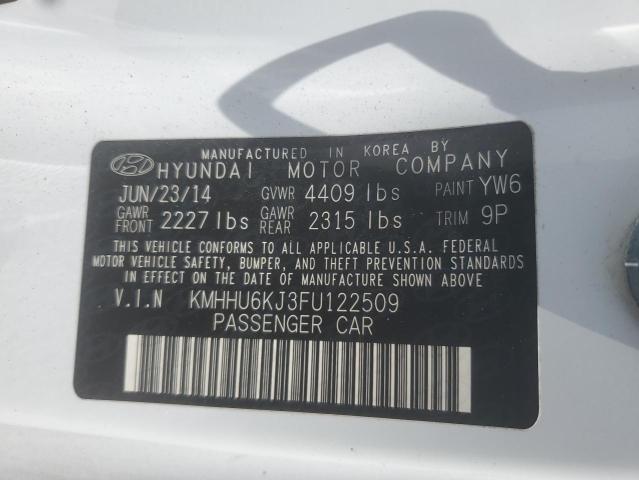 MANUFACTURED IN KOREA BY
HYUNDAI MOTOR COMPANY
JUN/23/14 GVWR 4409 lbs PAINT YW6
GAWR FRONT 2227 lbs GAWR REAR 2315 lbs TRIM 9P
THIS VEHICLE CONFORMS TO ALL APPLICABLE U.S.A. FEDERAL
MOTOR VEHICLE SAFETY, BUMPER, AND THEFT PREVENTION STANDARDS
IN EFFECT ON THE DATE OF MANUFACTURE SHOWN ABOVE
V.I.N KMHHU6KJ3FU122509
PASSENGER CAR